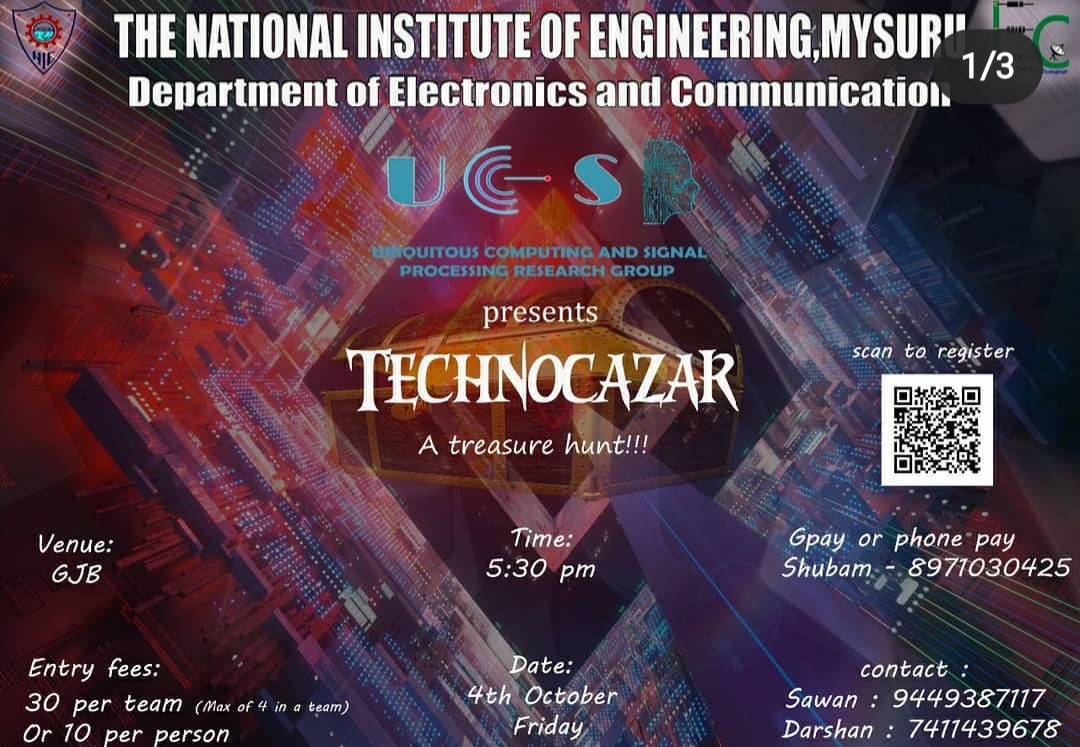 THE NATIONAL INSTITUTE OF ENGINEERING,MYSURU
1/3
Department of Electronics and Communication
UCS
UBIQUITOUS COMPUTING AND SIGNAL
PROCESSING RESEARCH GROUP
presents
TECHNOCAZAR
A treasure hunt!!!
scan to register
Venue:
GJB
Time:
5:30 pm
Gpay or phone pay
Shubam - 8971030425
Entry fees:
30 per team (Max of 4 in a team)
Or 10 per person
Date:
4th October
Friday
contact :
Sawan : 9449387117
Darshan : 7411439678